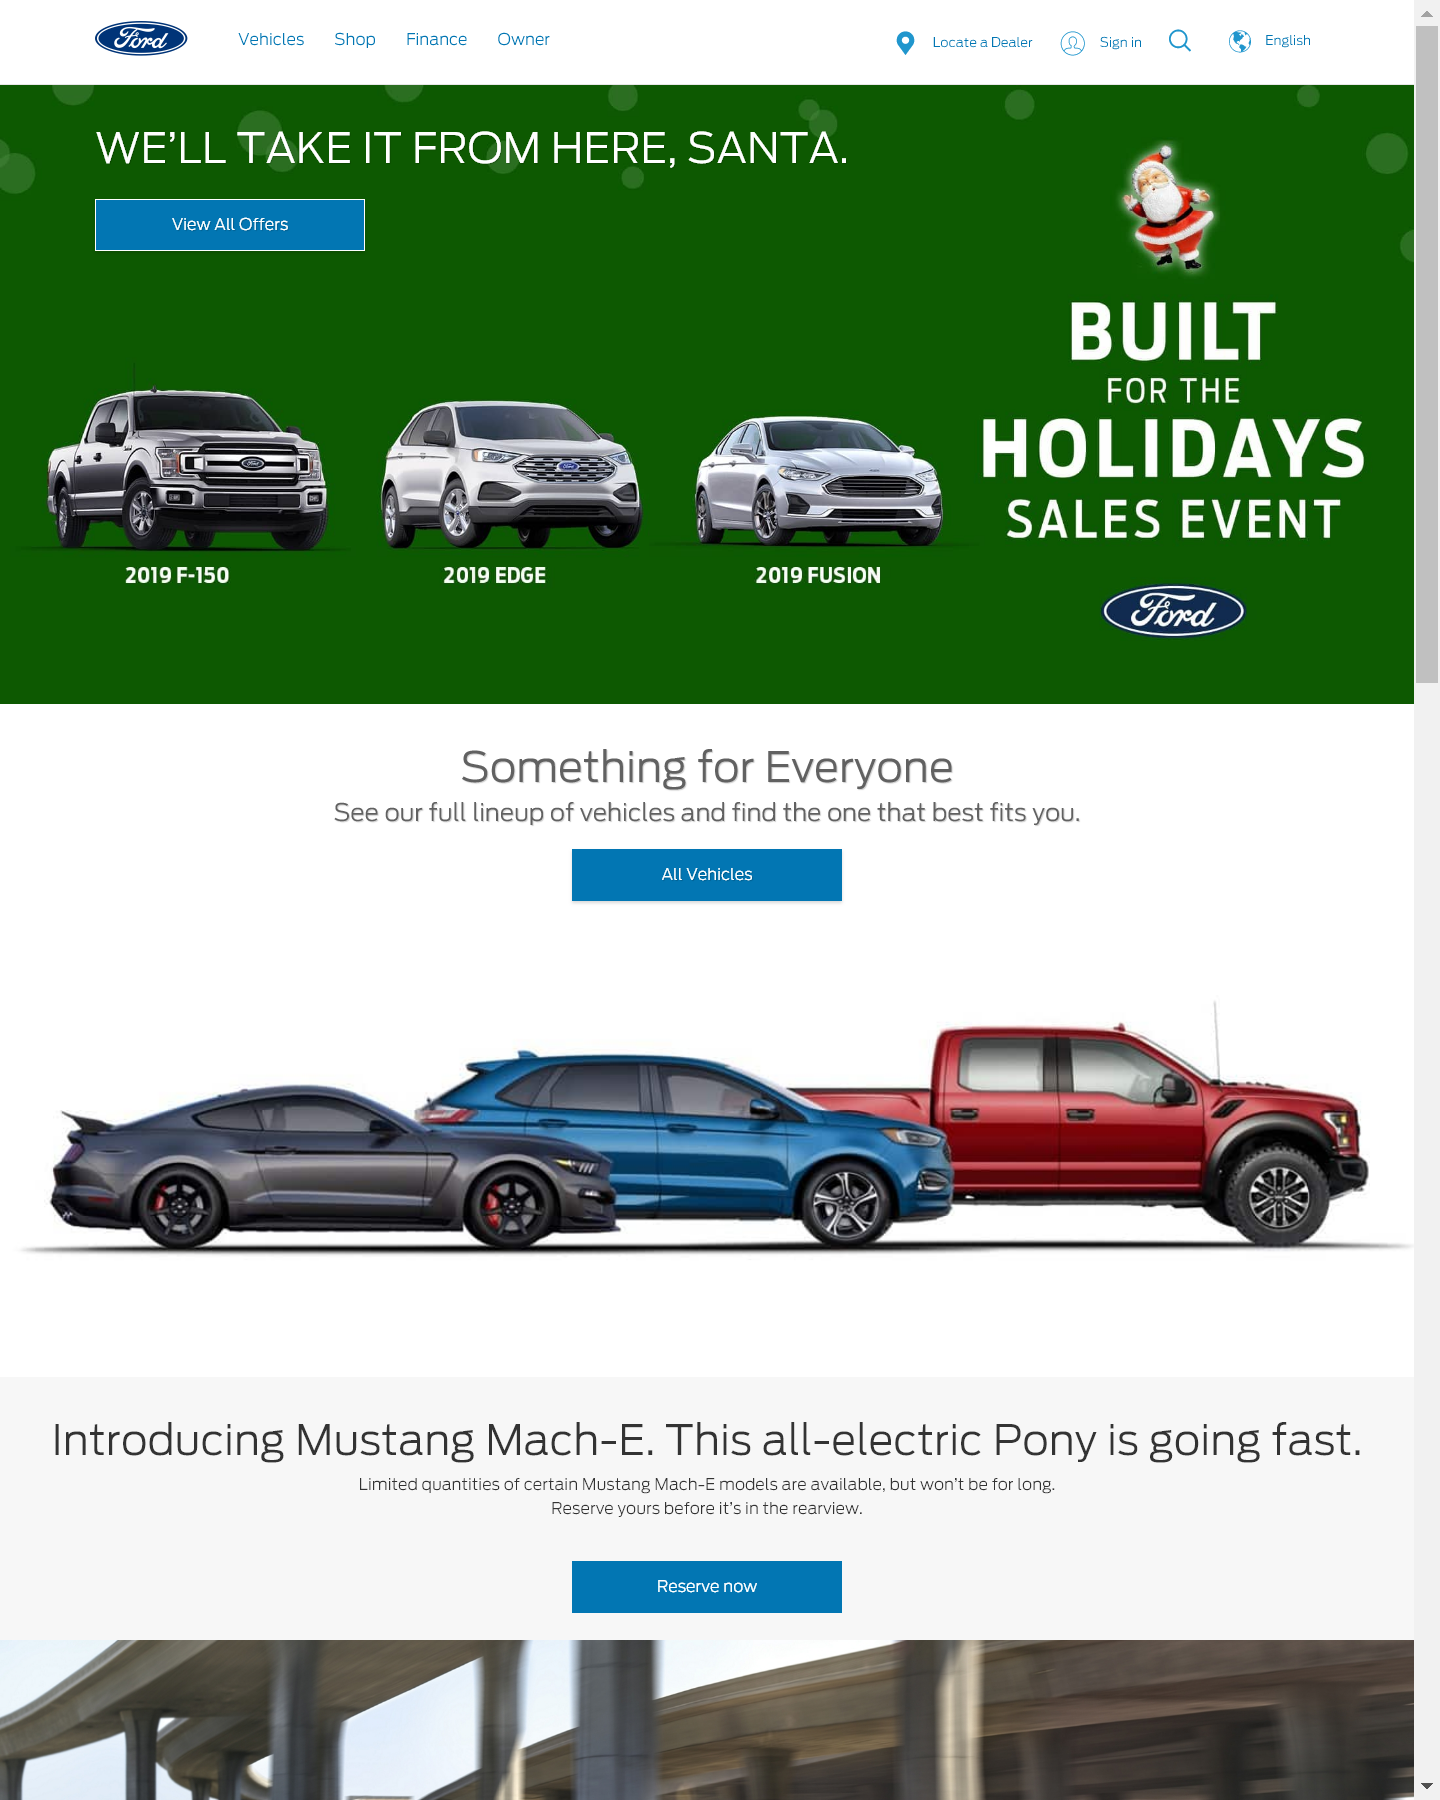 Ford
Vehicles
Shop
Finance
Owner
Locate a Dealer
Sign in
English
WE’LL TAKE IT FROM HERE, SANTA.
View All Offers
BUILT
FOR THE
HOLIDAYS
SALES EVENT
Ford
2019 F-150
2019 EDGE
2019 FUSION
Something for Everyone
See our full lineup of vehicles and find the one that best fits you.
All Vehicles
Introducing Mustang Mach-E. This all-electric Pony is going fast.
Limited quantities of certain Mustang Mach-E models are available, but won’t be for long.
Reserve yours before it’s in the rearview.
Reserve now